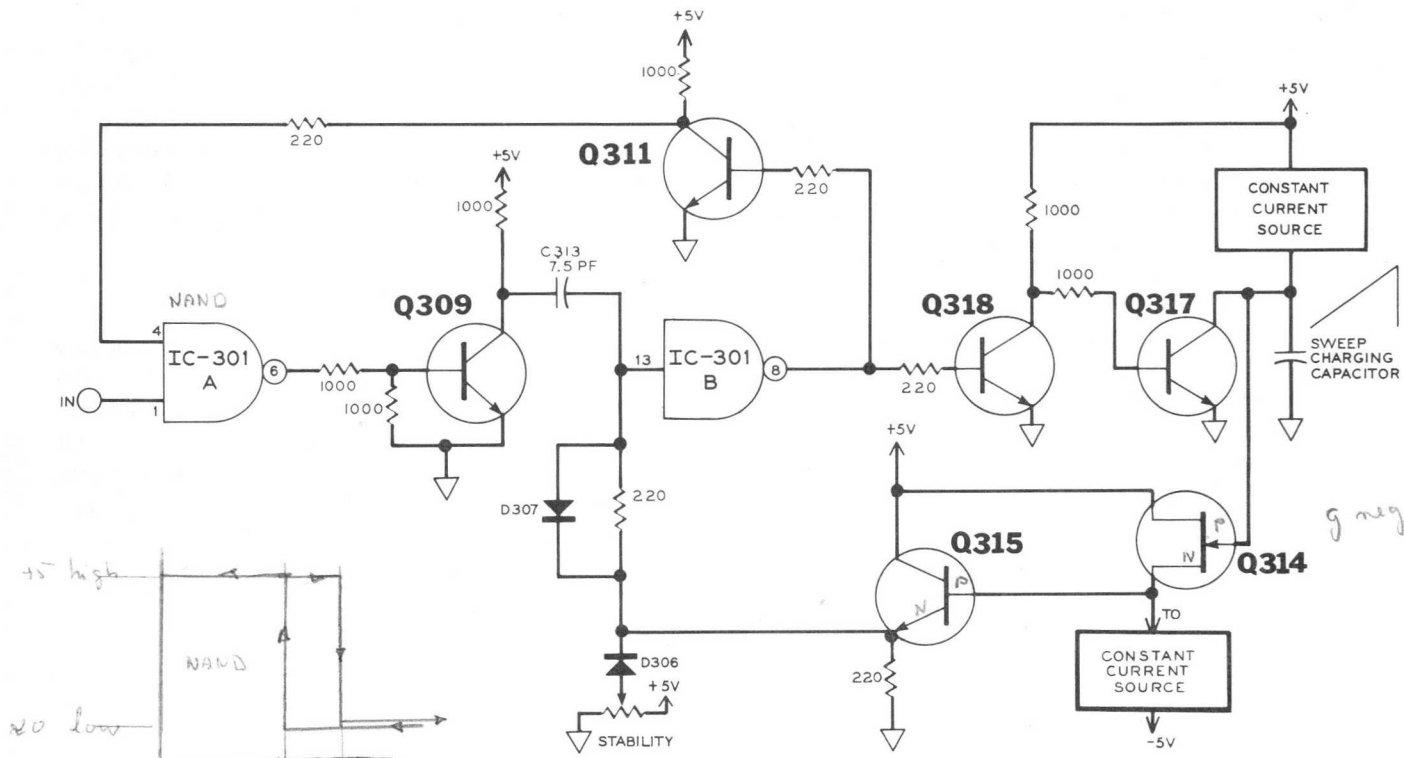 +5V
1000
220
Q311
+5V
220
1000
+5V
1000
CONSTANT
CURRENT
SOURCE
C313
7.5 PF
1000
NAND
Q309
Q318
Q317
4
IC-301
A
6
1000
13
IC-301
B
8
220
SWEEP
CHARGING
CAPACITOR
IN
1
1000
+5V
D307
220
Q315
P
N
Q314
g neg
+5 high
P
N
TO
NAND
D306
+5V
220
CONSTANT
CURRENT
SOURCE
≈0 low
STABILITY
-5V